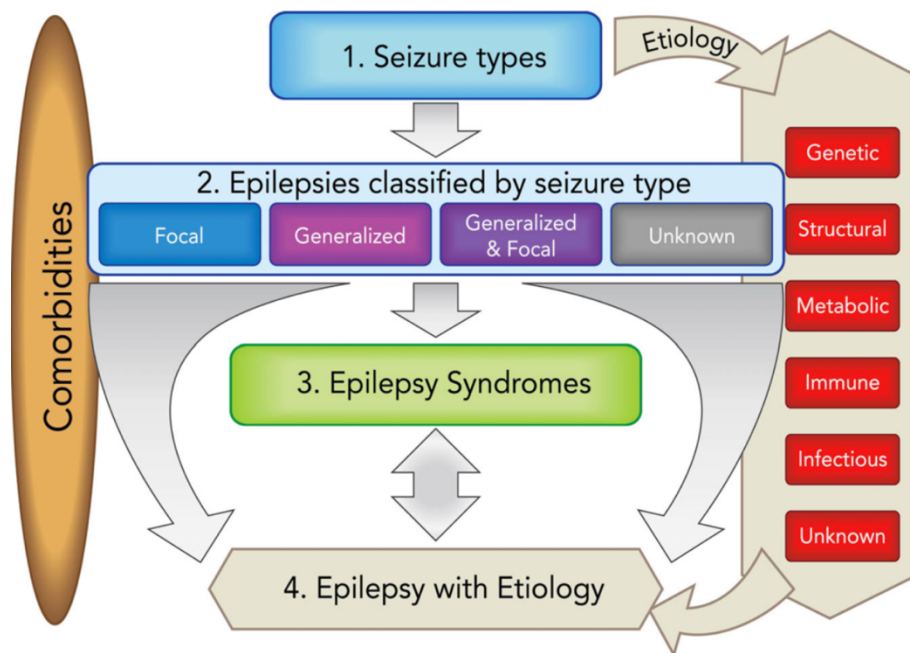 1. Seizure types
Etiology
Comorbidities
2. Epilepsies classified by seizure type
Focal
Generalized
Generalized
& Focal
Unknown
3. Epilepsy Syndromes
4. Epilepsy with Etiology
Genetic
Structural
Metabolic
Immune
Infectious
Unknown